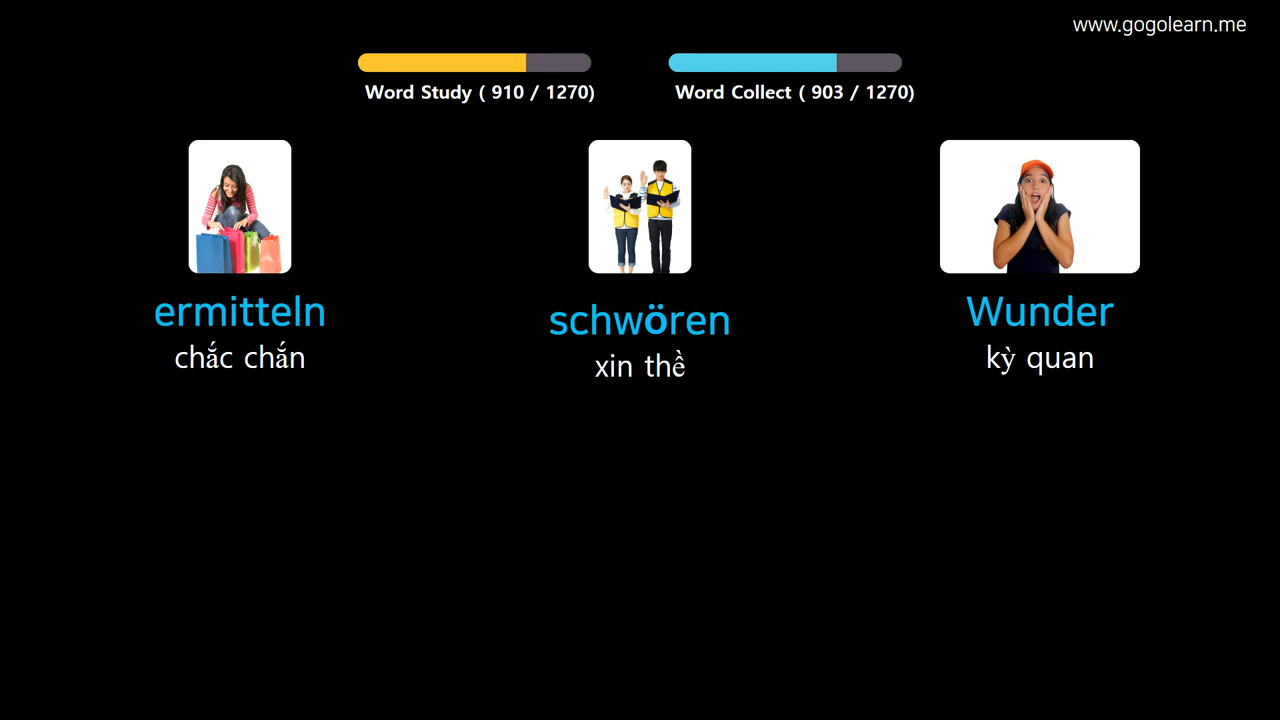 www.gogolearn.me
Word Study ( 910 / 1270)
Word Collect ( 903 / 1270)
ermitteln
chắc chắn
schwören
xin thề
Wunder
kỳ quan